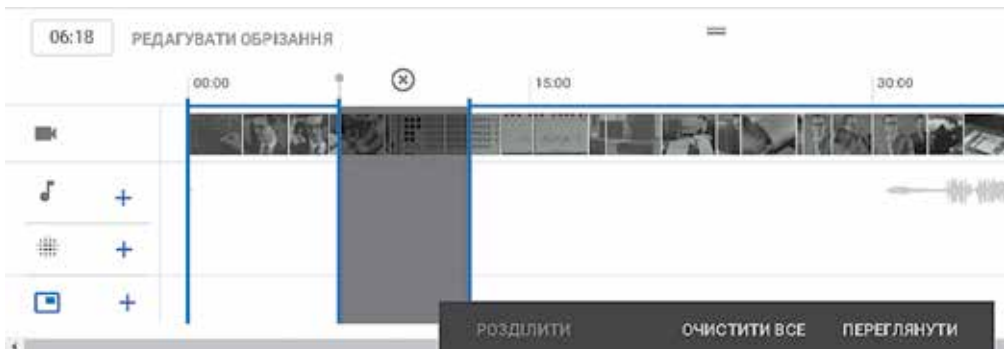 06:18 РЕДАГУВАТИ ОБРІЗАННЯ
00:00 15:00 30:00
РОЗДІЛИТИ ОЧИСТИТИ ВСЕ ПЕРЕГЛЯНУТИ